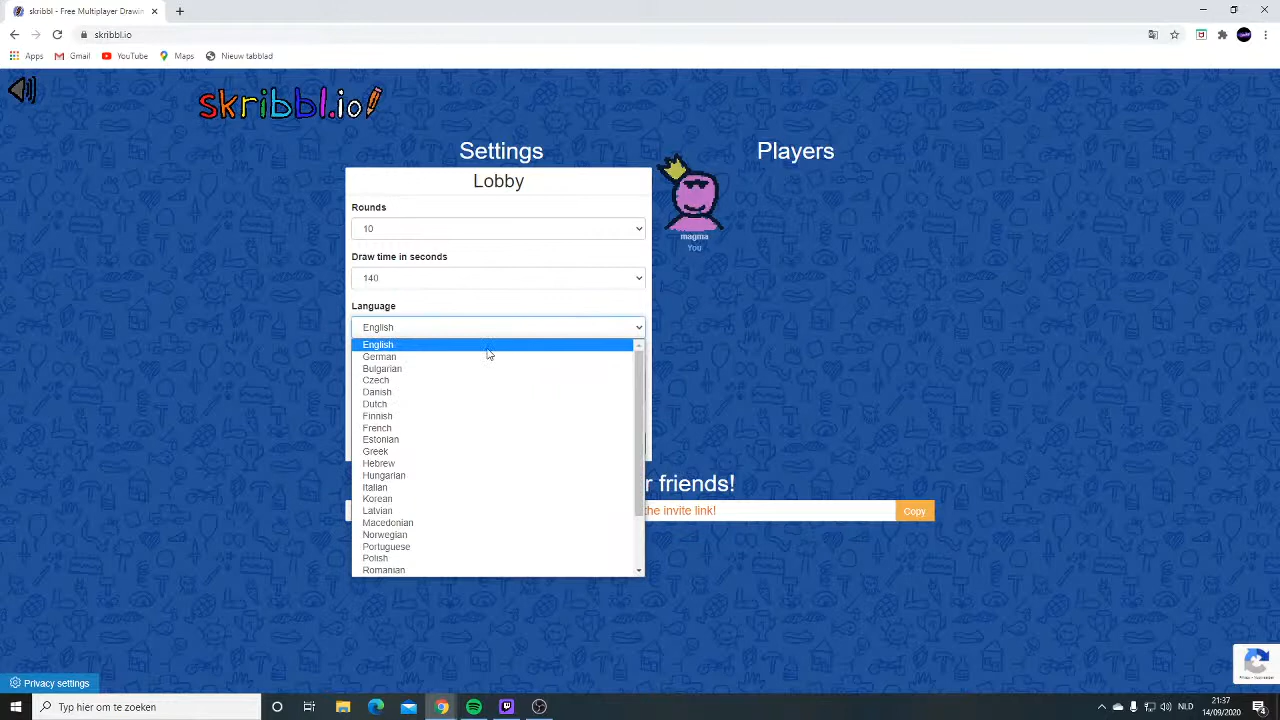 skribbl - Free Multiplayer Drawin
skribbl.io
Apps
Gmail
YouTube
Maps
Nieuw tabblad
skribbl.io
Settings
Players
Lobby
Rounds
10
magma
You
Draw time in seconds
140
Language
English
English
German
Bulgarian
Czech
Danish
Dutch
Finnish
French
Estonian
Greek
Hebrew
Hungarian
Italian
Korean
Latvian
Macedonian
Norwegian
Portuguese
Polish
Romanian
r friends!
the invite link!
Copy
Privacy settings
Typ hier om te zoeken
NLD
21:37
14/09/2020